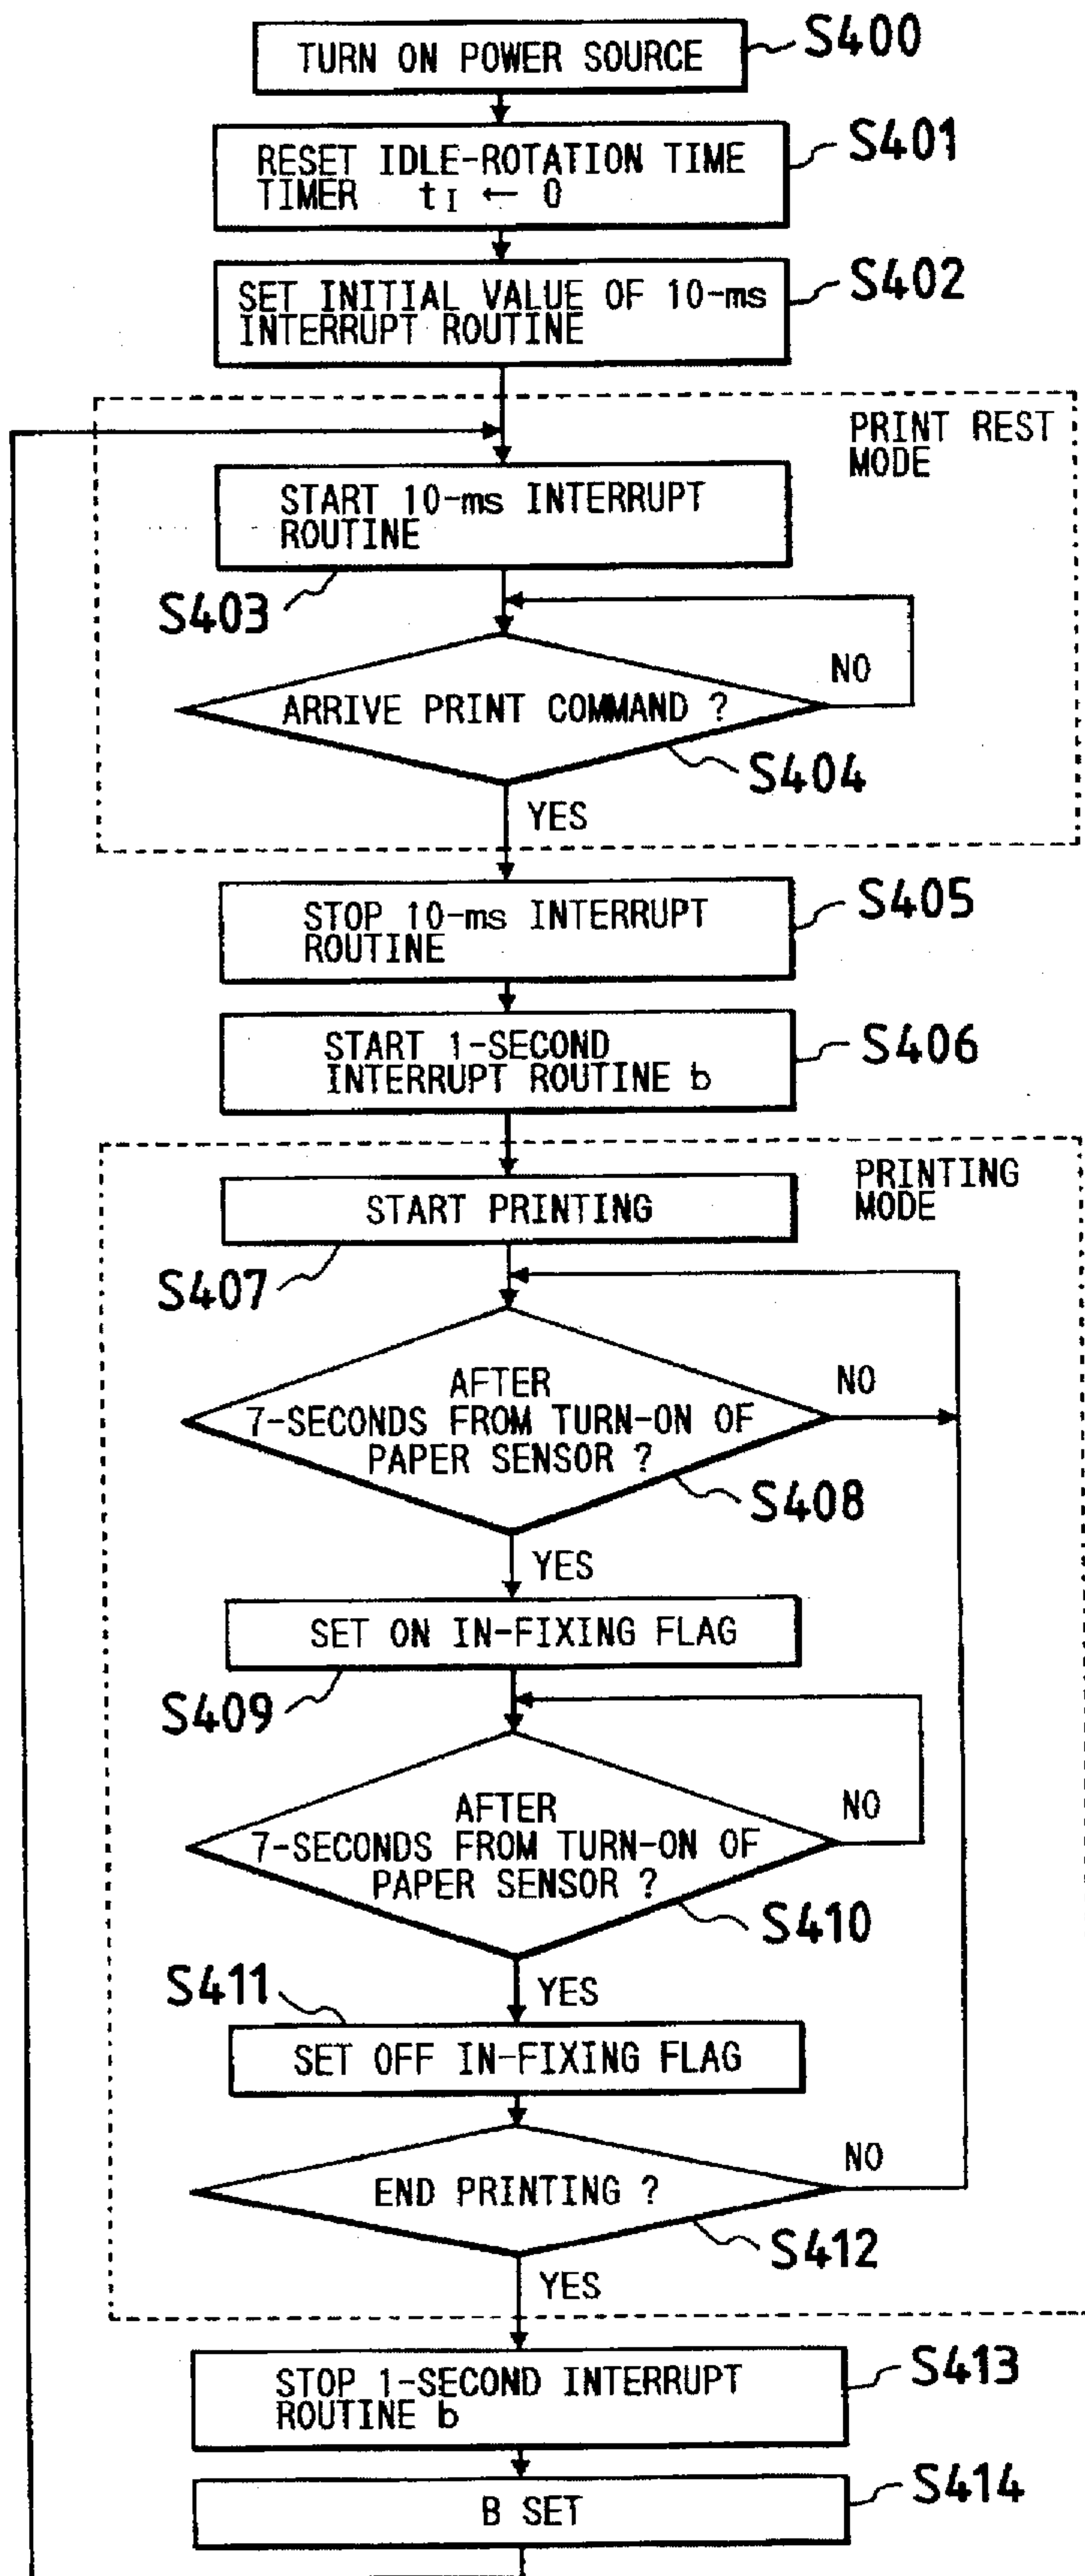 TURN ON POWER SOURCE
S400
RESET IDLE-ROTATION TIME
TIMER tI ← 0
S401
SET INITIAL VALUE OF 10-ms
INTERRUPT ROUTINE
S402
PRINT REST
MODE
START 10-ms INTERRUPT
ROUTINE
S403
NO
ARRIVE PRINT COMMAND ?
S404
YES
STOP 10-ms INTERRUPT
ROUTINE
S405
START 1-SECOND
INTERRUPT ROUTINE b
S406
PRINTING
MODE
START PRINTING
S407
AFTER
7-SECONDS FROM TURN-ON OF
PAPER SENSOR ?
NO
S408
YES
SET ON IN-FIXING FLAG
S409
AFTER
7-SECONDS FROM TURN-ON OF
PAPER SENSOR ?
NO
S410
YES
S411
SET OFF IN-FIXING FLAG
NO
END PRINTING ?
S412
YES
STOP 1-SECOND INTERRUPT
ROUTINE b
S413
B SET
S414